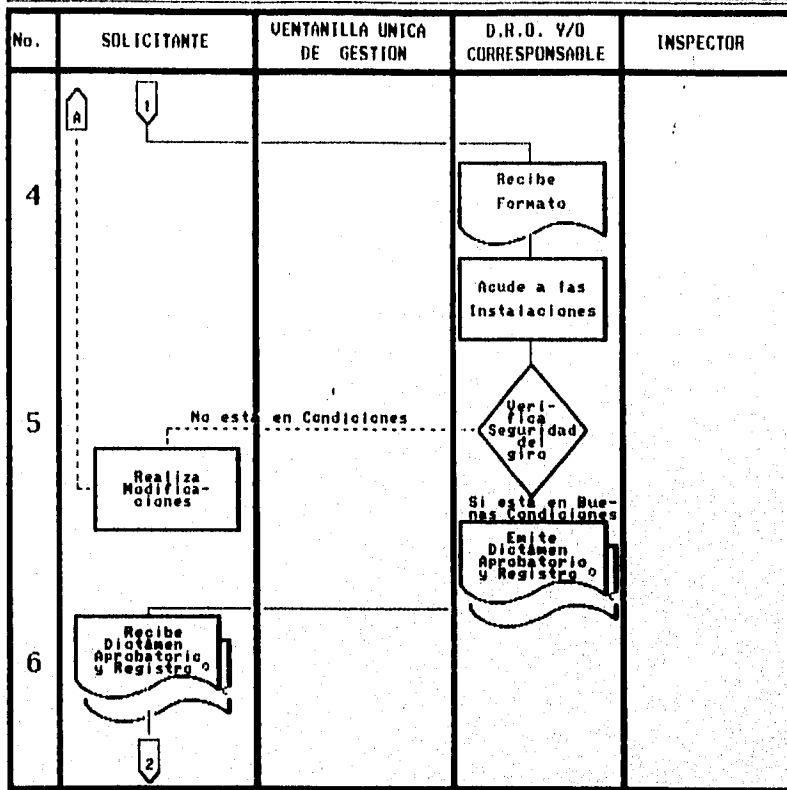 No.
SOLICITANTE
VENTANILLA UNICA
DE GESTION
D.R.O. Y/O
CORRESPONSABLE
INSPECTOR
A
1
4
Recibe
Formato
Acude a las
Instalaciones
5
No está en Condiciones
Veri-
fica
Seguridad
del
giro
Realiza
Modifica-
ciones
Si está en Bue-
nas Condiciones
Emite
Dictámen
Aprobatorio
y Registro o
6
Recibe
Dictámen
Aprobatorio
y Registro o
2